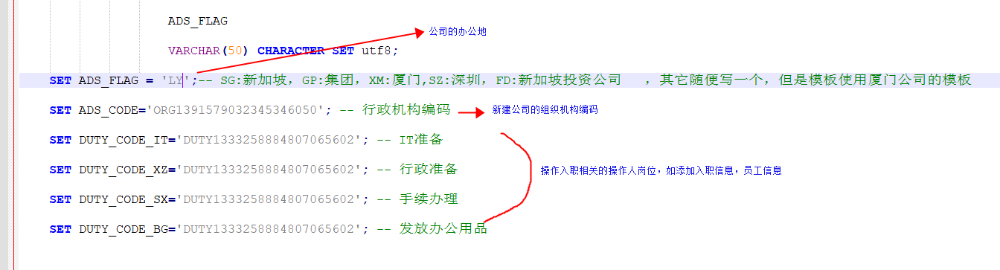 ADS_FLAG
公司的办公地
VARCHAR(50) CHARACTER SET utf8;
SET ADS_FLAG = 'LY';-- SG:新加坡，GP:集团，XM:厦门,SZ:深圳，FD:新加坡投资公司 ，其它随便写一个，但是模板使用厦门公司的模板
SET ADS_CODE='ORG1391579032345346050'; -- 行政机构编码 新建公司的组织机构编码
SET DUTY_CODE_IT='DUTY1333258884807065602'; -- IT准备
SET DUTY_CODE_XZ='DUTY1333258884807065602'; -- 行政准备 操作入职相关的操作人岗位，如添加入职信息，员工信息
SET DUTY_CODE_SX='DUTY1333258884807065602'; -- 手续办理
SET DUTY_CODE_BG='DUTY1333258884807065602'; -- 发放办公用品